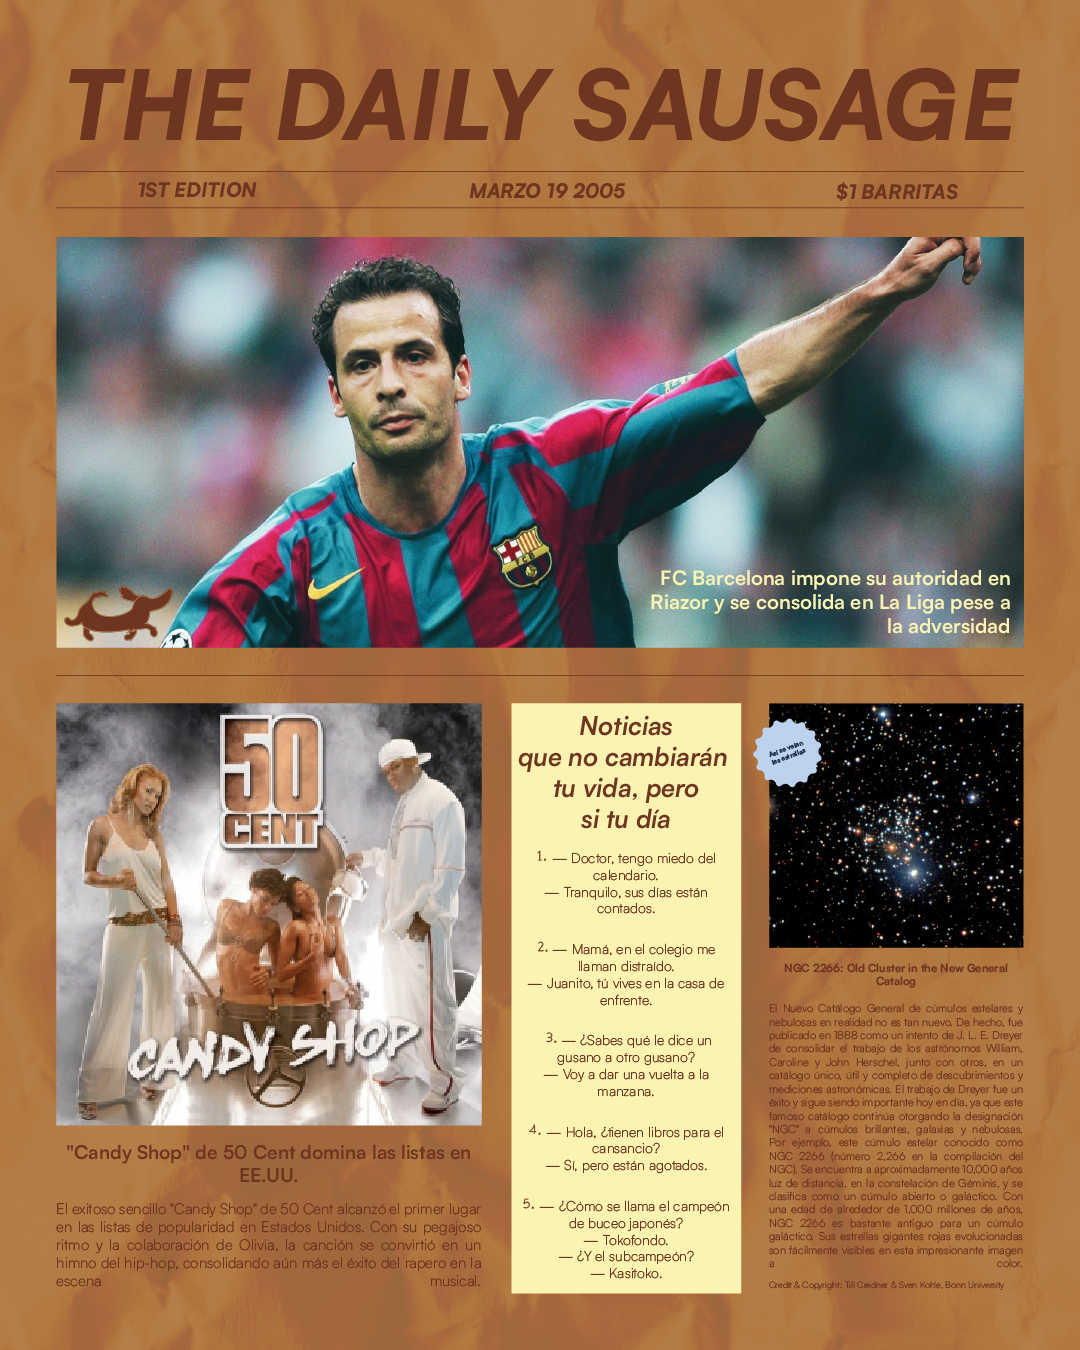 THE DAILY SAUSAGE
1ST EDITION
MARZO 19 2005
$1 BARRITAS
FCB
FC Barcelona impone su autoridad en
Riazor y se consolida en La Liga pese a
la adversidad
50
CENT
CANDY SHOP
"Candy Shop" de 50 Cent domina las listas en
EE.UU.
El exitoso sencillo "Candy Shop" de 50 Cent alcanzó el primer lugar
en las listas de popularidad en Estados Unidos. Con su pegajoso
ritmo y la colaboración de Olivia, la canción se convirtió en un
himno del hip-hop, consolidando aún más el éxito del rapero en la
escena musical.
Noticias
que no cambiarán
tu vida, pero
si tu día
1. — Doctor, tengo miedo del
calendario.
— Tranquilo, sus días están
contados.
2. — Mamá, en el colegio me
llaman distraído.
— Juanito, tú vives en la casa de
enfrente.
3. — ¿Sabes qué le dice un
gusano a otro gusano?
— Voy a dar una vuelta a la
manzana.
4. — Hola, ¿tienen libros para el
cansancio?
— Sí, pero están agotados.
5. — ¿Cómo se llama el campeón
de buceo japonés?
— Tokofondo.
— ¿Y el subcampeón?
— Kasitoko.
Así se veían
las estrellas
NGC 2266: Old Cluster in the New General
Catalog
El Nuevo Catálogo General de cúmulos estelares y
nebulosas en realidad no es tan nuevo. De hecho, fue
publicado en 1888 como un intento de J. L. E. Dreyer
de consolidar el trabajo de los astrónomos William,
Caroline y John Herschel, junto con otros, en un
catálogo único, útil y completo de descubrimientos y
mediciones astronómicas. El trabajo de Dreyer fue un
éxito y sigue siendo importante hoy en día, ya que este
famoso catálogo continúa otorgando la designación
"NGC" a cúmulos brillantes, galaxias y nebulosas.
Por ejemplo, este cúmulo estelar conocido como
NGC 2266 (número 2,266 en la compilación del
NGC). Se encuentra a aproximadamente 10,000 años
luz de distancia, en la constelación de Géminis, y se
clasifica como un cúmulo abierto o galáctico. Con
una edad de alrededor de 1,000 millones de años,
NGC 2266 es bastante antiguo para un cúmulo
galáctico. Sus estrellas gigantes rojas evolucionadas
son fácilmente visibles en esta impresionante imagen
a color.
Credit & Copyright: Till Credner & Sven Kohle, Bonn University